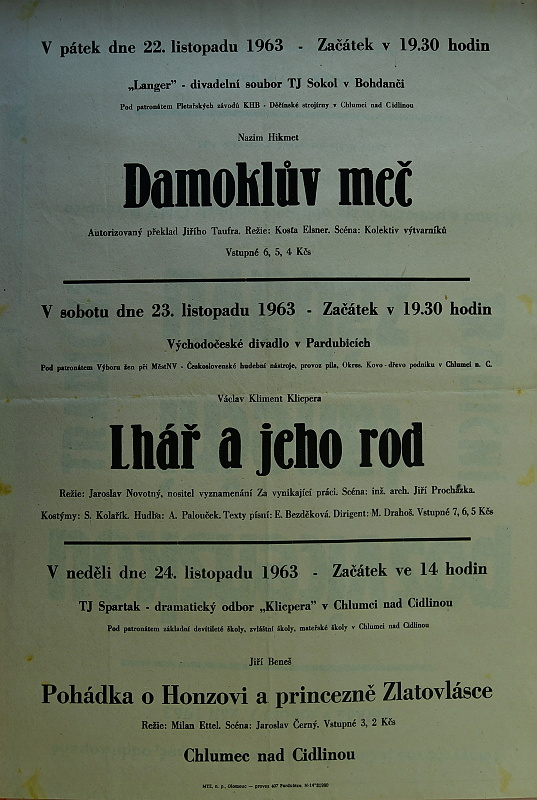 V pátek dne 22. listopadu 1963 - Začátek v 19.30 hodin
„Langer" - divadelní soubor TJ Sokol v Bohdanči
Pod patronátem Pletařských závodů KHB - Děčínské strojírny v Chlumci nad Cidlinou
Nazim Hikmet
Damoklův meč
Autorizovaný překlad Jiřího Taufra. Režie: Kosta Elsner. Scéna: Kolektiv výtvarníků
Vstupné 6, 5, 4 Kčs
V sobotu dne 23. listopadu 1963 - Začátek v 19.30 hodin
Východočeské divadlo v Pardubicích
Pod patronátem Výboru žen při MěstNV - Československé hudební nástroje, provoz pila, Okres. Kovo-dřevo podniku v Chlumci n. C.
Václav Kliment Klicpera
Lhář a jeho rod
Režie: Jaroslav Novotný, nositel vyznamenání Za vynikající práci. Scéna: inž. arch. Jiří Procházka.
Kostýmy: S. Kolařík. Hudba: A. Palouček. Texty písní: E. Bezděková. Dirigent: M. Drahoš. Vstupné 7, 6, 5 Kčs
V neděli dne 24. listopadu 1963 - Začátek ve 14 hodin
TJ Spartak - dramatický odbor „Klicpera" v Chlumci nad Cidlinou
Pod patronátem základní devítileté školy, zvláštní školy, mateřské školy v Chlumci nad Cidlinou
Jiří Beneš
Pohádka o Honzovi a princezně Zlatovlásce
Režie: Milan Ettel. Scéna: Jaroslav Černý. Vstupné 3, 2 Kčs
Chlumec nad Cidlinou
MTZ, n. p., Olomouc — provoz 407 Pardubice.